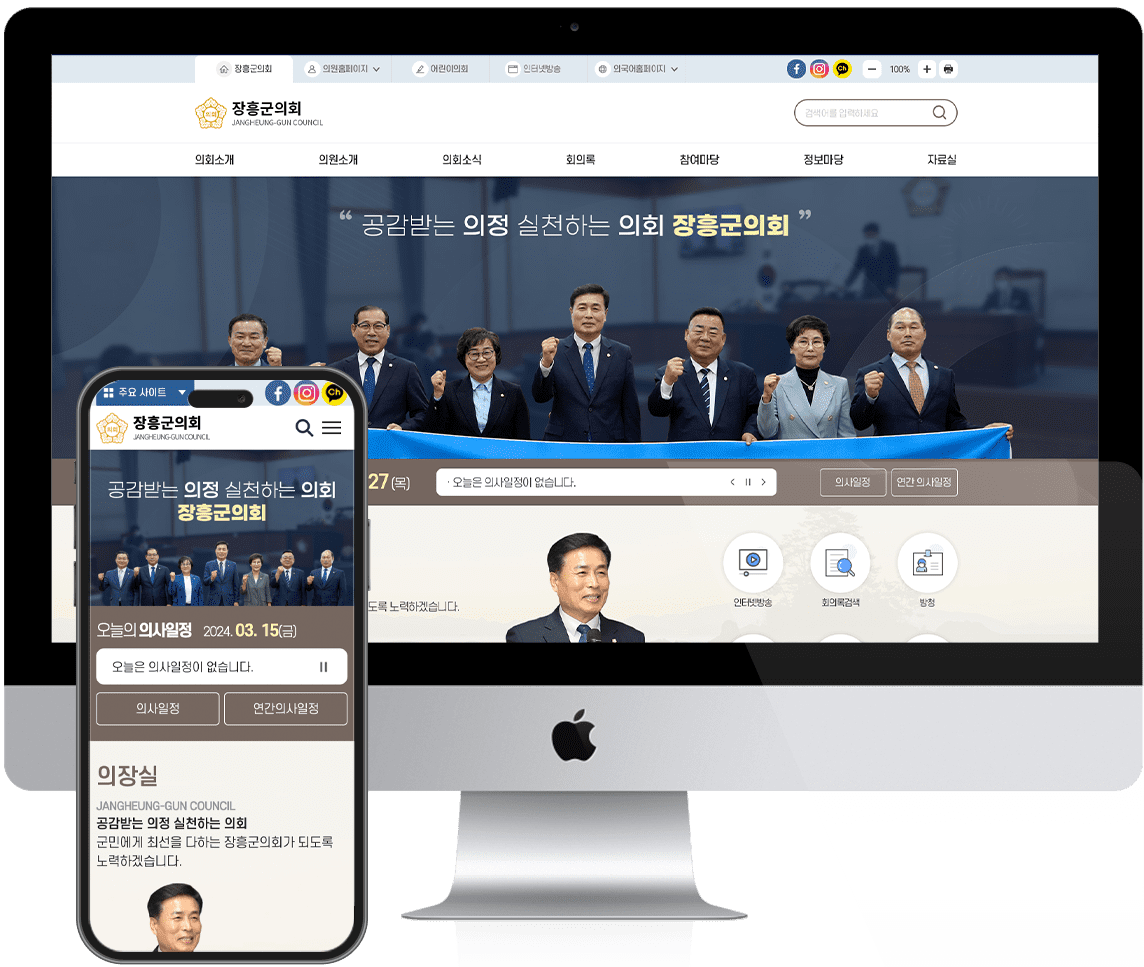 장흥군의회 의원홈페이지 어린이의회 인터넷방송 외국어홈페이지 100%
장흥군의회
JANGHEUNG-GUN COUNCIL
검색어를 입력하세요
의회소개 의원소개 의회소식 회의록 참여마당 정보마당 자료실
“ 공감받는 의정 실천하는 의회 장흥군의회 ”
27(목) · 오늘은 의사일정이 없습니다. 의사일정 연간 의사일정
인터넷방송 회의록검색 방청
도록 노력하겠습니다.
주요 사이트
Ch
장흥군의회
JANGHEUNG-GUN COUNCIL
공감받는 의정 실천하는 의회
장흥군의회
오늘의 의사일정 2024. 03. 15(금)
오늘은 의사일정이 없습니다.
의사일정 연간의사일정
의장실
JANGHEUNG-GUN COUNCIL
공감받는 의정 실천하는 의회
군민에게 최선을 다하는 장흥군의회가 되도록
노력하겠습니다.